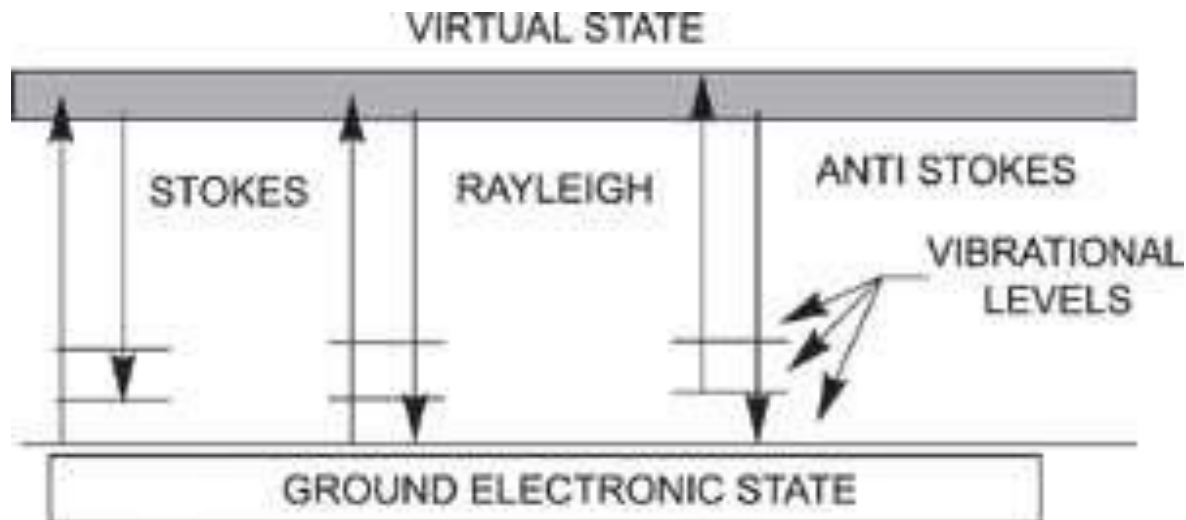 VIRTUAL STATE
STOKES
RAYLEIGH
ANTI STOKES
VIBRATIONAL
LEVELS
GROUND ELECTRONIC STATE